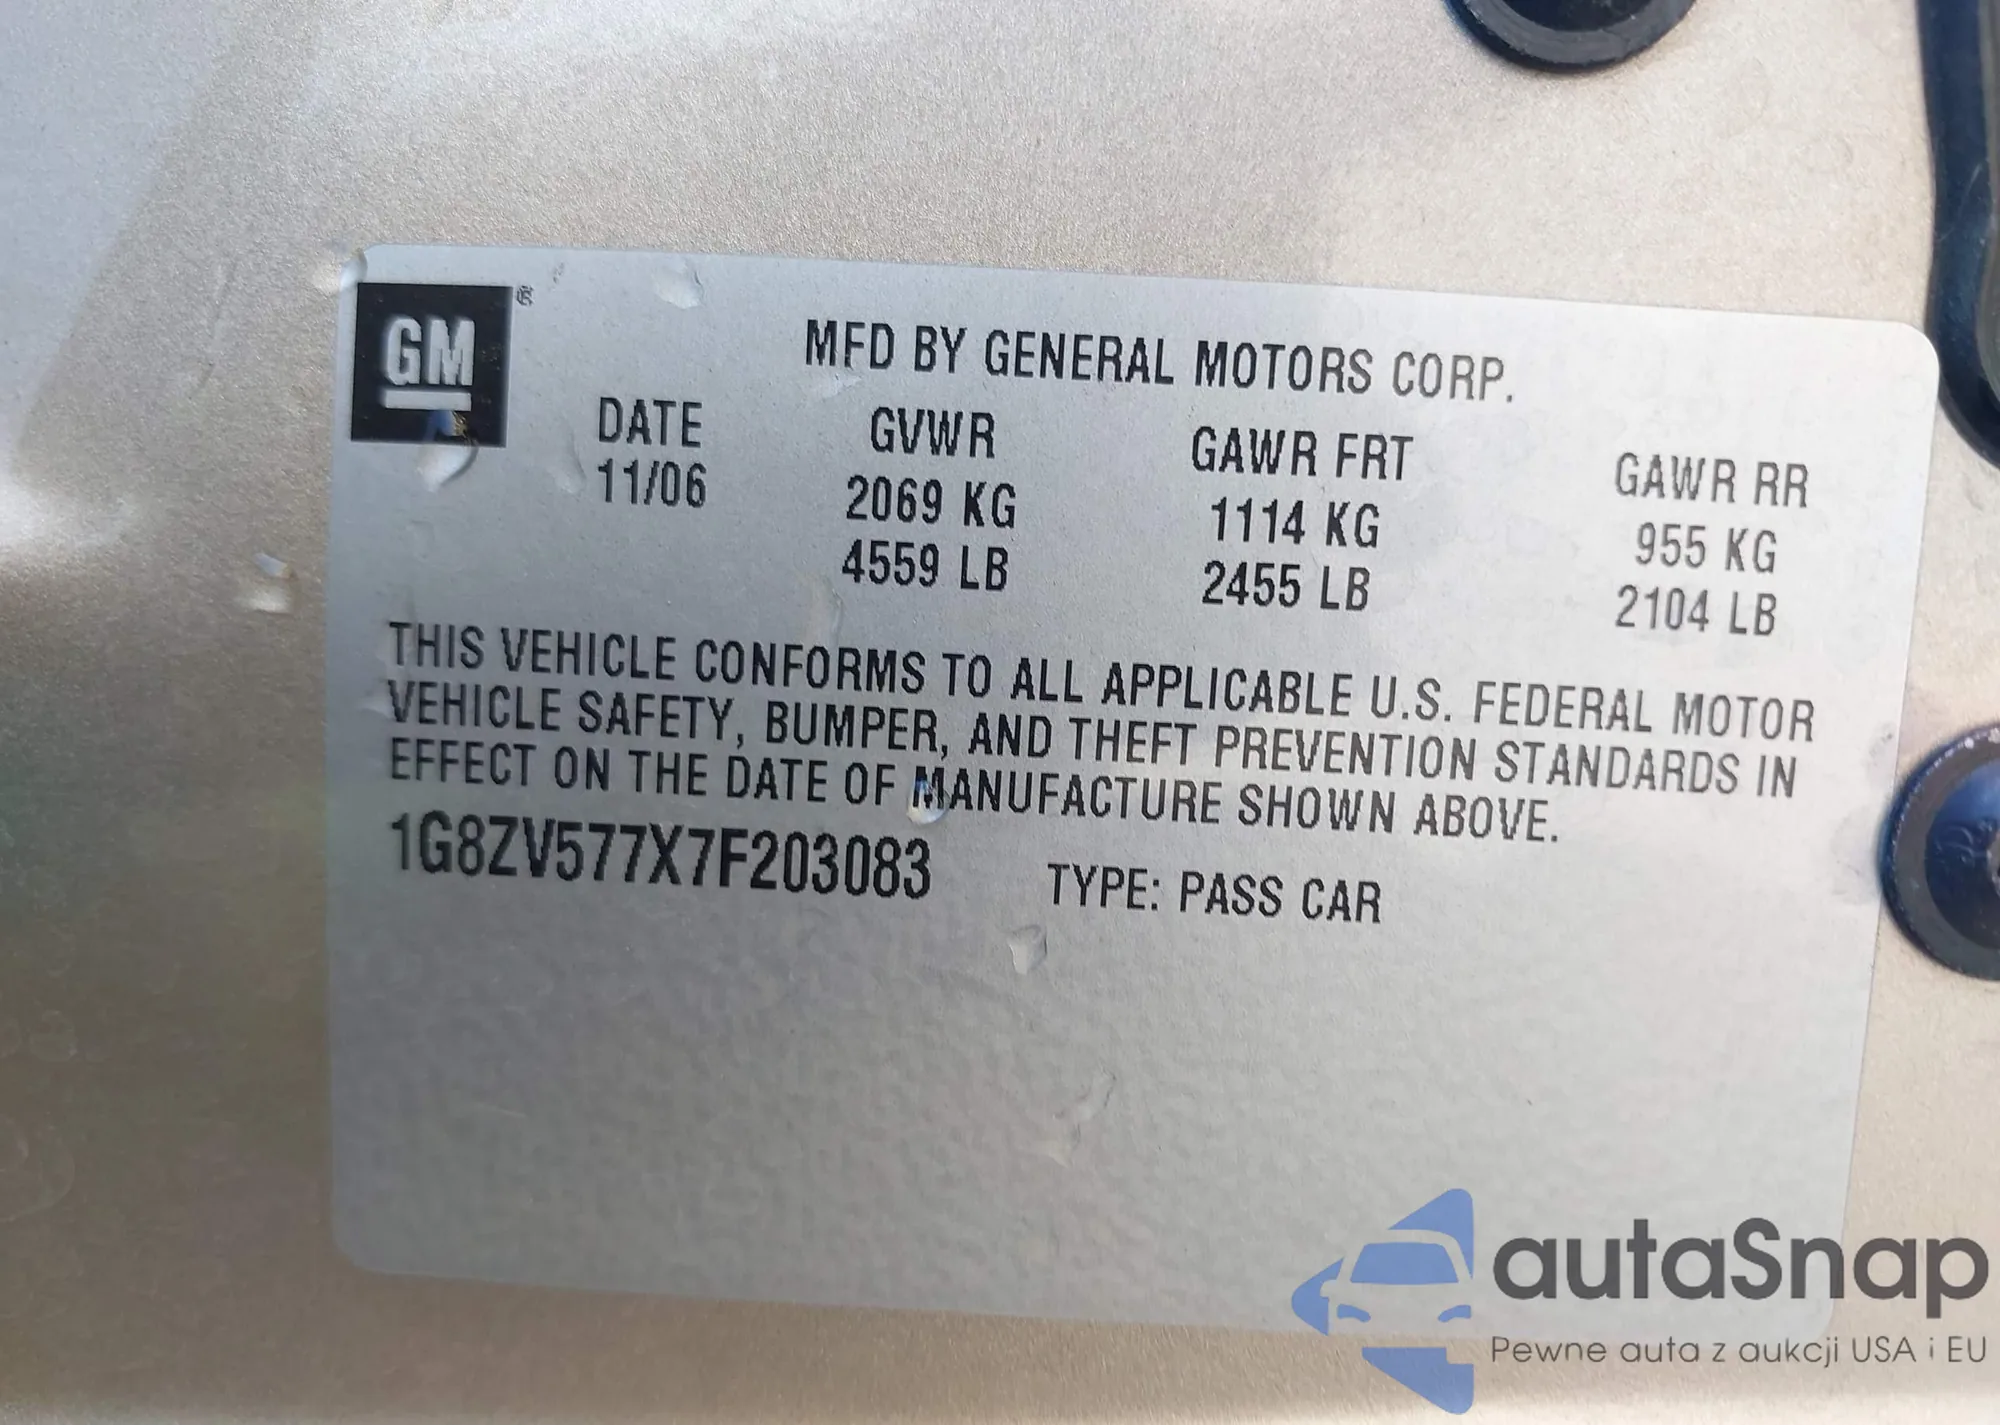 GM ®
MFD BY GENERAL MOTORS CORP.
DATE GVWR GAWR FRT GAWR RR
11/06 2069 KG 1114 KG 955 KG
4559 LB 2455 LB 2104 LB
THIS VEHICLE CONFORMS TO ALL APPLICABLE U.S. FEDERAL MOTOR
VEHICLE SAFETY, BUMPER, AND THEFT PREVENTION STANDARDS IN
EFFECT ON THE DATE OF MANUFACTURE SHOWN ABOVE.
1G8ZV577X7F203083 TYPE: PASS CAR
autaSnap
Pewne auta z aukcji USA i EU